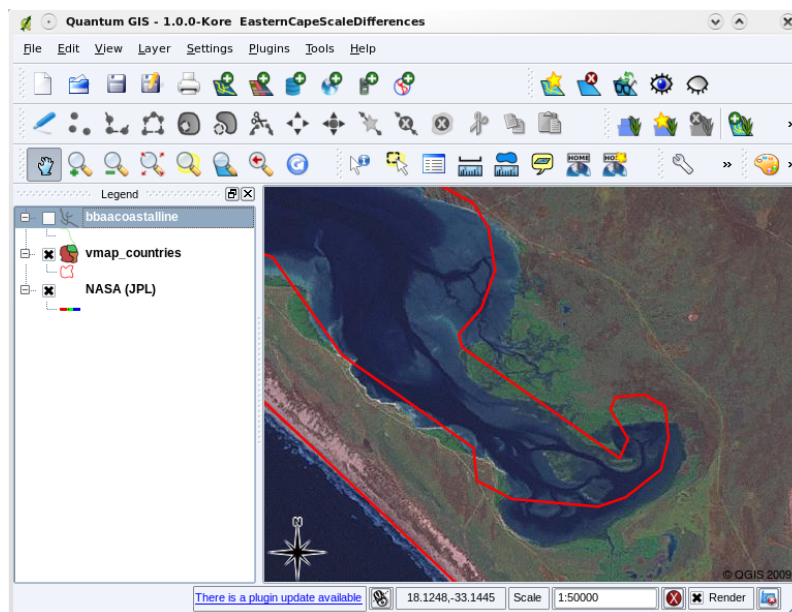 Quantum GIS - 1.0.0-Kore EasternCapeScaleDifferences
File Edit View Layer Settings Plugins Tools Help
HOME
Legend
bbaacoastalline
vmap_countries
NASA (JPL)
N
© QGIS 2009
There is a plugin update available
18.1248,-33.1445
Scale
1:50000
Render